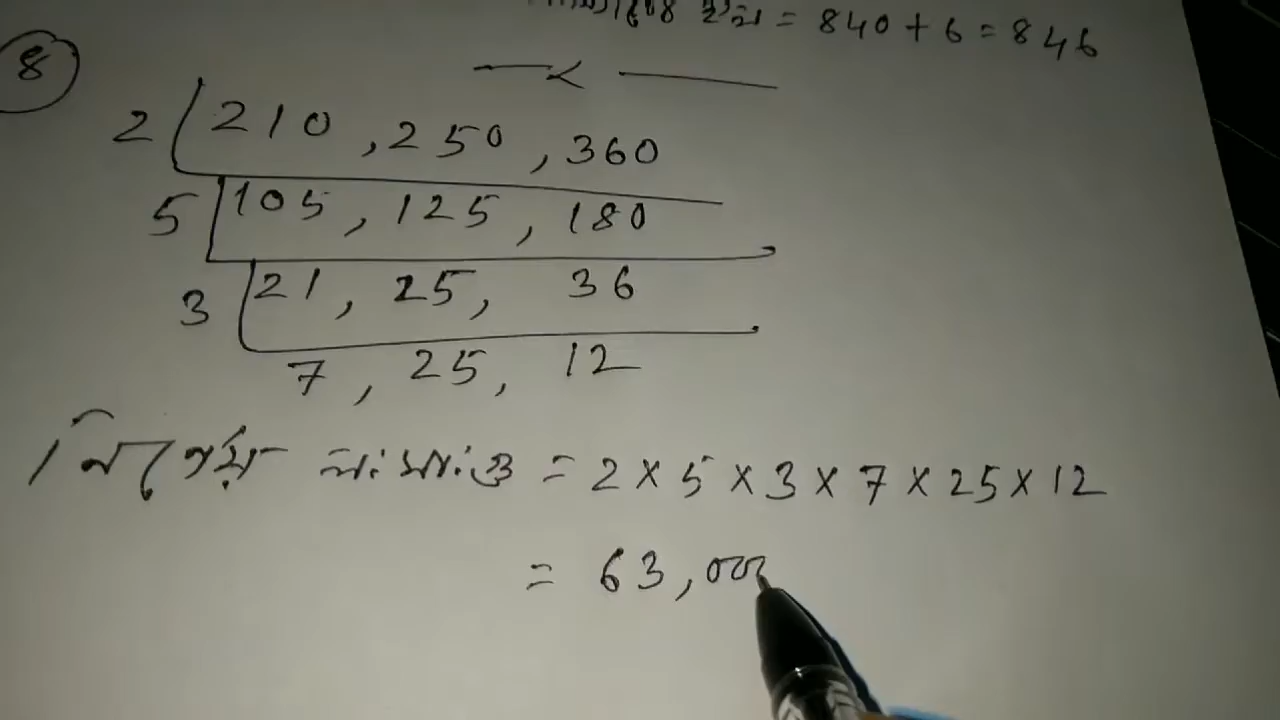 = 840 + 6 = 846
8
2 210 , 250 , 360
5 105 , 125 , 180
3 21 , 25 , 36
7 , 25 , 12
নির্ণেয় ল: সা: গু = 2 × 5 × 3 × 7 × 25 × 12
= 63,000